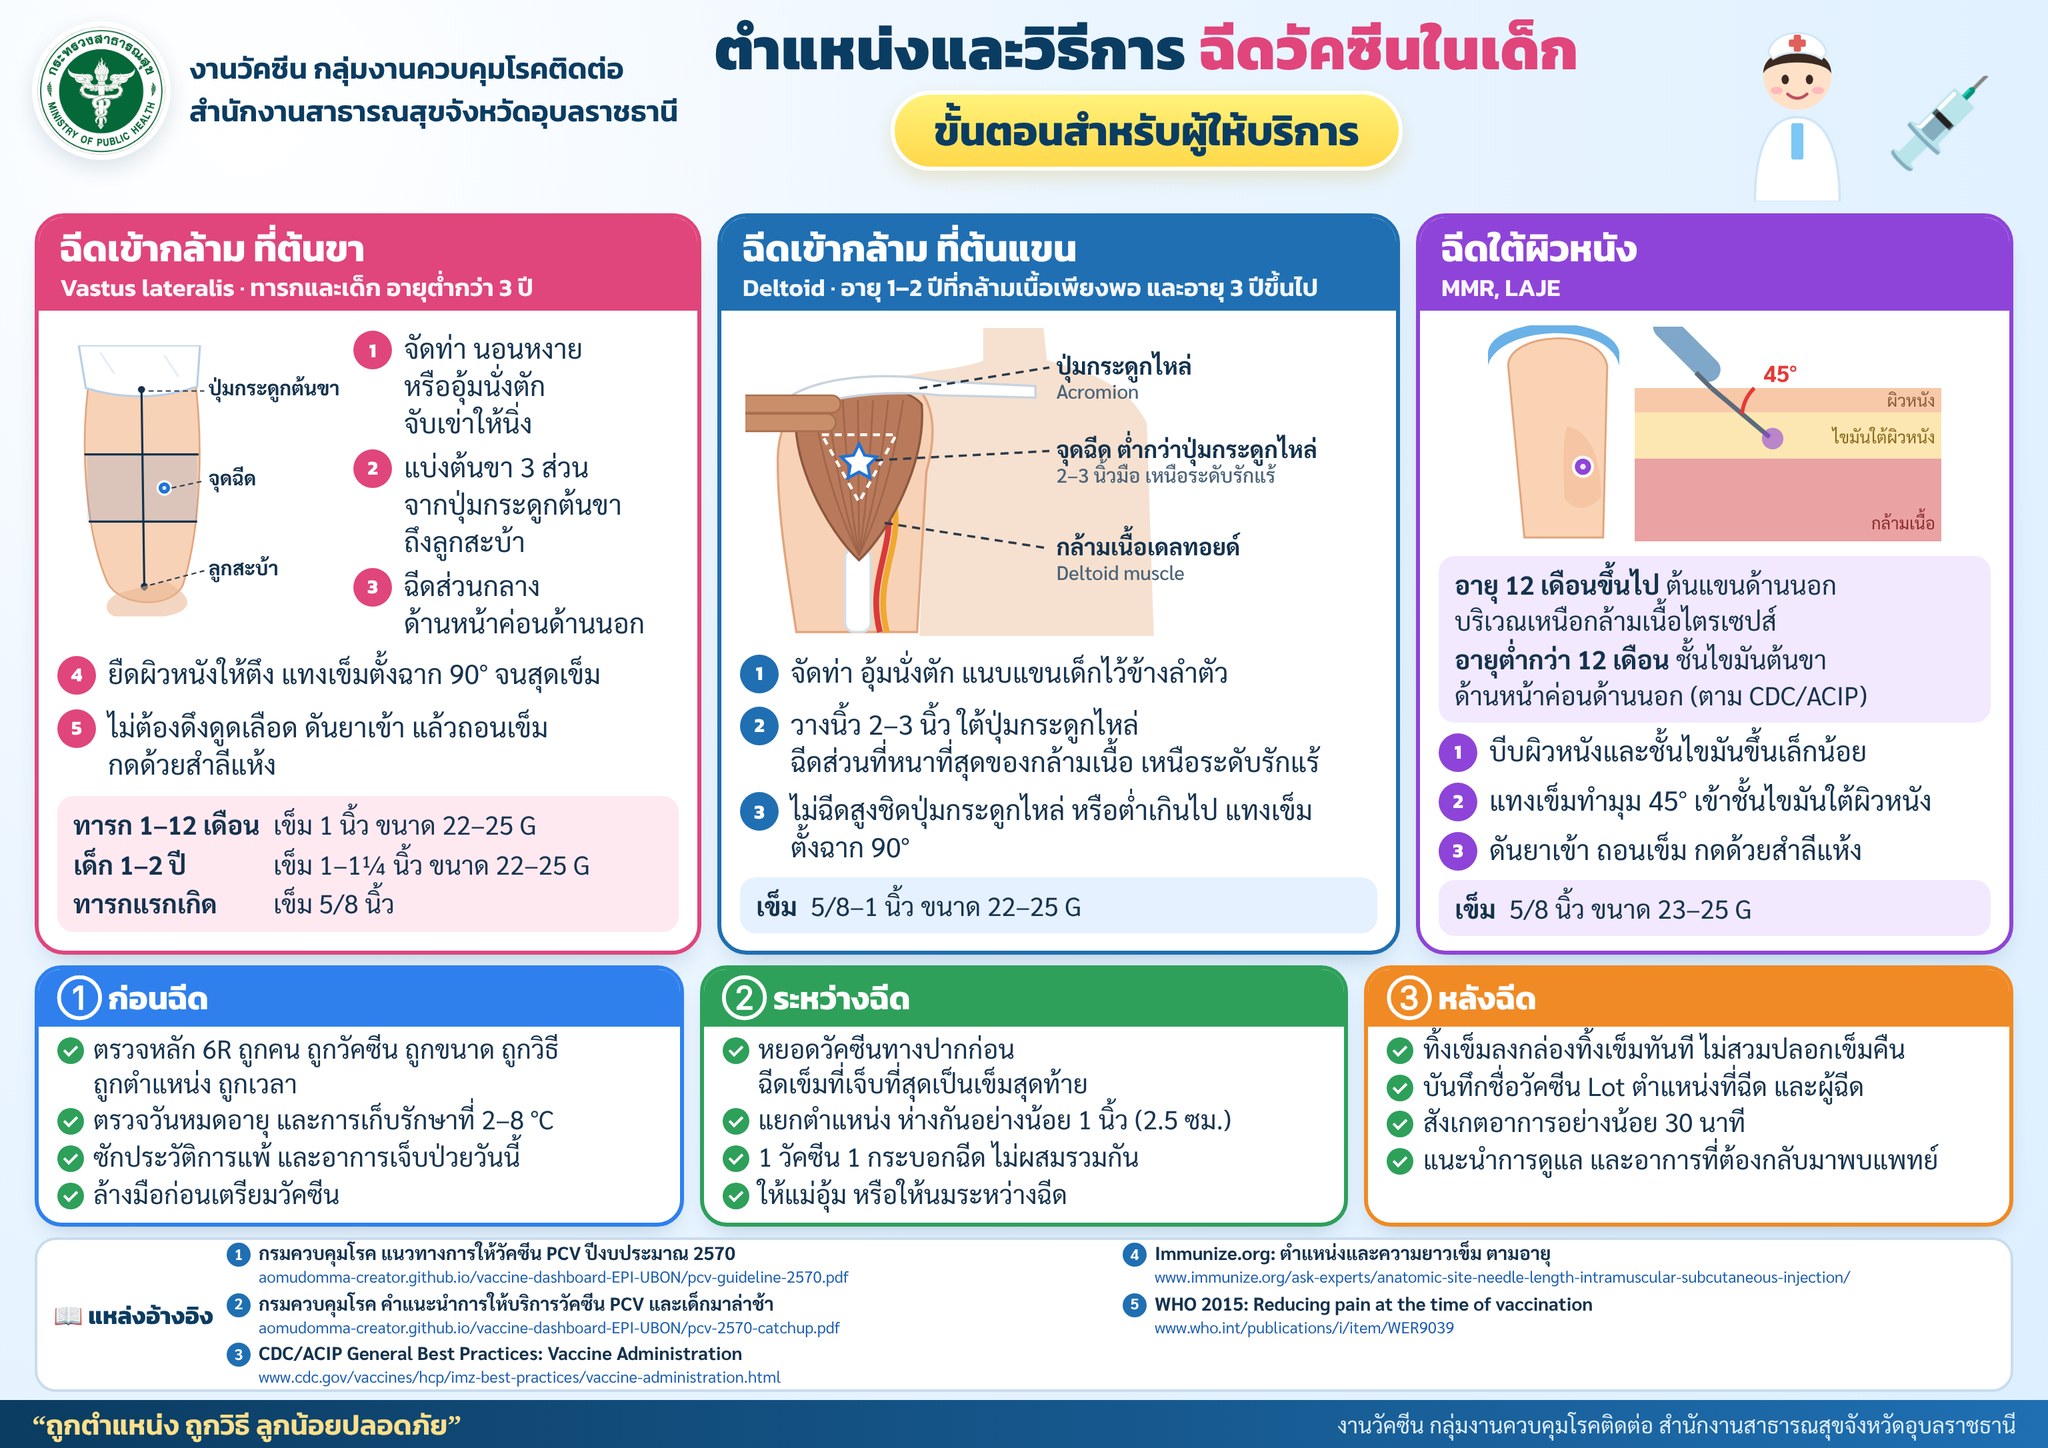 กระทรวงสาธารณสุข
MINISTRY OF PUBLIC HEALTH
งานวัคซีน กลุ่มงานควบคุมโรคติดต่อ
สำนักงานสาธารณสุขจังหวัดอุบลราชธานี
ตำแหน่งและวิธีการ ฉีดวัคซีนในเด็ก
ขั้นตอนสำหรับผู้ให้บริการ
ฉีดเข้ากล้าม ที่ต้นขา
Vastus lateralis · ทารกและเด็ก อายุต่ำกว่า 3 ปี
ปุ่มกระดูกต้นขา
จุดฉีด
ลูกสะบ้า
1 จัดท่า นอนหงาย
หรืออุ้มนั่งตัก
จับเข่าให้นิ่ง
2 แบ่งต้นขา 3 ส่วน
จากปุ่มกระดูกต้นขา
ถึงลูกสะบ้า
3 ฉีดส่วนกลาง
ด้านหน้าค่อนด้านนอก
4 ยืดผิวหนังให้ตึง แทงเข็มตั้งฉาก 90° จนสุดเข็ม
5 ไม่ต้องดึงดูดเลือด ดันยาเข้า แล้วถอนเข็ม
กดด้วยสำลีแห้ง
ทารก 1–12 เดือน เข็ม 1 นิ้ว ขนาด 22–25 G
เด็ก 1–2 ปี เข็ม 1–1¼ นิ้ว ขนาด 22–25 G
ทารกแรกเกิด เข็ม 5/8 นิ้ว
ฉีดเข้ากล้าม ที่ต้นแขน
Deltoid · อายุ 1–2 ปีที่กล้ามเนื้อเพียงพอ และอายุ 3 ปีขึ้นไป
ปุ่มกระดูกไหล่
Acromion
จุดฉีด ต่ำกว่าปุ่มกระดูกไหล่
2–3 นิ้วมือ เหนือระดับรักแร้
กล้ามเนื้อเดลทอยด์
Deltoid muscle
1 จัดท่า อุ้มนั่งตัก แนบแขนเด็กไว้ข้างลำตัว
2 วางนิ้ว 2–3 นิ้ว ใต้ปุ่มกระดูกไหล่
ฉีดส่วนที่หนาที่สุดของกล้ามเนื้อ เหนือระดับรักแร้
3 ไม่ฉีดสูงชิดปุ่มกระดูกไหล่ หรือต่ำเกินไป แทงเข็ม
ตั้งฉาก 90°
เข็ม 5/8–1 นิ้ว ขนาด 22–25 G
ฉีดใต้ผิวหนัง
MMR, LAJE
45°
ผิวหนัง
ไขมันใต้ผิวหนัง
กล้ามเนื้อ
อายุ 12 เดือนขึ้นไป ต้นแขนด้านนอก
บริเวณเหนือกล้ามเนื้อไตรเซปส์
อายุต่ำกว่า 12 เดือน ชั้นไขมันต้นขา
ด้านหน้าค่อนด้านนอก (ตาม CDC/ACIP)
1 บีบผิวหนังและชั้นไขมันขึ้นเล็กน้อย
2 แทงเข็มทำมุม 45° เข้าชั้นไขมันใต้ผิวหนัง
3 ดันยาเข้า ถอนเข็ม กดด้วยสำลีแห้ง
เข็ม 5/8 นิ้ว ขนาด 23–25 G
1 ก่อนฉีด
ตรวจหลัก 6R ถูกคน ถูกวัคซีน ถูกขนาด ถูกวิธี
ถูกตำแหน่ง ถูกเวลา
ตรวจวันหมดอายุ และการเก็บรักษาที่ 2–8 °C
ซักประวัติการแพ้ และอาการเจ็บป่วยวันนี้
ล้างมือก่อนเตรียมวัคซีน
2 ระหว่างฉีด
หยอดวัคซีนทางปากก่อน
ฉีดเข็มที่เจ็บที่สุดเป็นเข็มสุดท้าย
แยกตำแหน่ง ห่างกันอย่างน้อย 1 นิ้ว (2.5 ซม.)
1 วัคซีน 1 กระบอกฉีด ไม่ผสมรวมกัน
ให้แม่อุ้ม หรือให้นมระหว่างฉีด
3 หลังฉีด
ทิ้งเข็มลงกล่องทิ้งเข็มทันที ไม่สวมปลอกเข็มคืน
บันทึกชื่อวัคซีน Lot ตำแหน่งที่ฉีด และผู้ฉีด
สังเกตอาการอย่างน้อย 30 นาที
แนะนำการดูแล และอาการที่ต้องกลับมาพบแพทย์
แหล่งอ้างอิง
1 กรมควบคุมโรค แนวทางการให้วัคซีน PCV ปีงบประมาณ 2570
aomudomma-creator.github.io/vaccine-dashboard-EPI-UBON/pcv-guideline-2570.pdf
2 กรมควบคุมโรค คำแนะนำการให้บริการวัคซีน PCV และเด็กมาล่าช้า
aomudomma-creator.github.io/vaccine-dashboard-EPI-UBON/pcv-2570-catchup.pdf
3 CDC/ACIP General Best Practices: Vaccine Administration
www.cdc.gov/vaccines/hcp/imz-best-practices/vaccine-administration.html
4 Immunize.org: ตำแหน่งและความยาวเข็ม ตามอายุ
www.immunize.org/ask-experts/anatomic-site-needle-length-intramuscular-subcutaneous-injection/
5 WHO 2015: Reducing pain at the time of vaccination
www.who.int/publications/i/item/WER9039
“ถูกตำแหน่ง ถูกวิธี ลูกน้อยปลอดภัย”
งานวัคซีน กลุ่มงานควบคุมโรคติดต่อ สำนักงานสาธารณสุขจังหวัดอุบลราชธานี